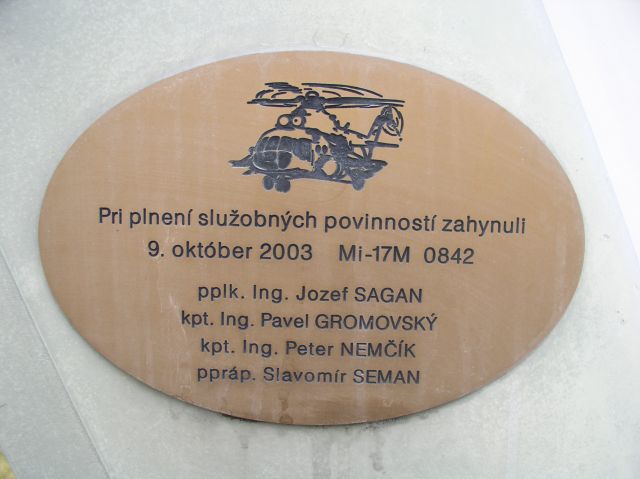 Pri plnení služobných povinností zahynuli
9. október 2003 Mi-17M 0842
pplk. Ing. Jozef SAGAN
kpt. Ing. Pavel GROMOVSKÝ
kpt. Ing. Peter NEMČÍK
ppráp. Slavomír SEMAN